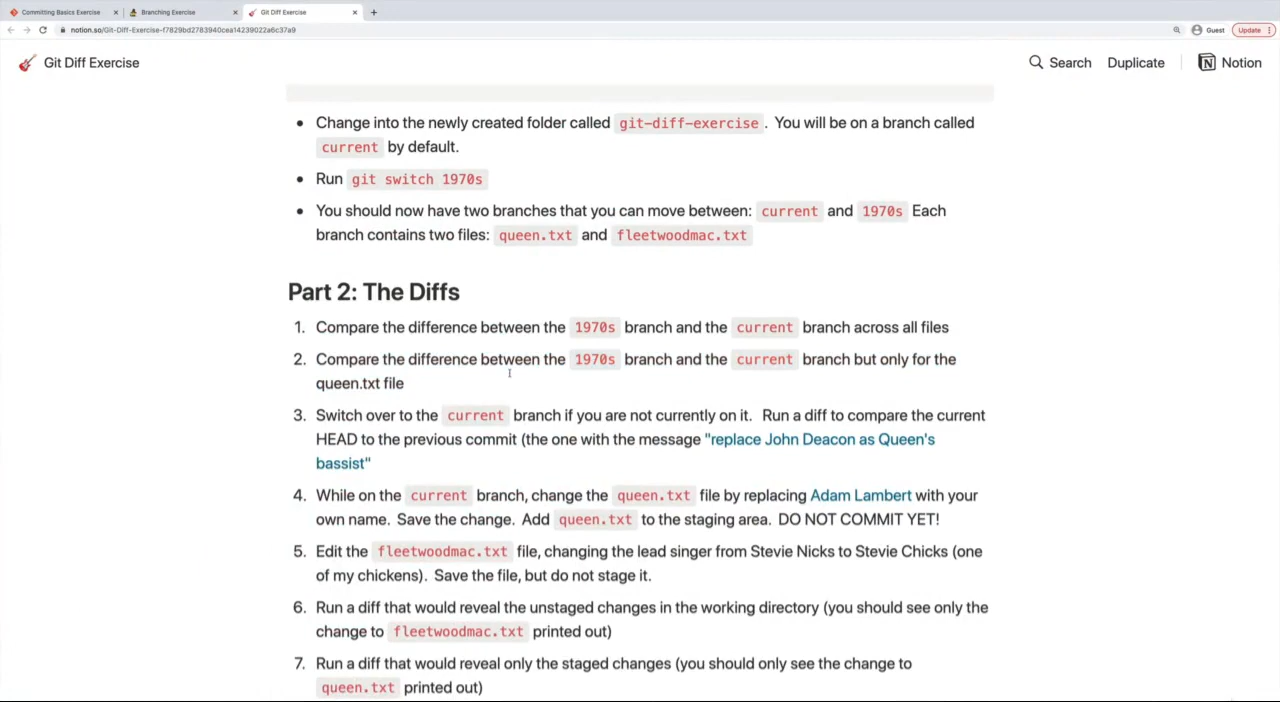 Committing Basics Exercise
Branching Exercise
Git Diff Exercise
notion.so/Git-Diff-Exercise-f7829bd2783940cea14239022a6c37a9
Guest
Update
Git Diff Exercise
Search
Duplicate
Notion
• Change into the newly created folder called git-diff-exercise. You will be on a branch called
current by default.
• Run git switch 1970s
• You should now have two branches that you can move between: current and 1970s Each
branch contains two files: queen.txt and fleetwoodmac.txt
Part 2: The Diffs
1. Compare the difference between the 1970s branch and the current branch across all files
2. Compare the difference between the 1970s branch and the current branch but only for the
queen.txt file
3. Switch over to the current branch if you are not currently on it. Run a diff to compare the current
HEAD to the previous commit (the one with the message "replace John Deacon as Queen's
bassist"
4. While on the current branch, change the queen.txt file by replacing Adam Lambert with your
own name. Save the change. Add queen.txt to the staging area. DO NOT COMMIT YET!
5. Edit the fleetwoodmac.txt file, changing the lead singer from Stevie Nicks to Stevie Chicks (one
of my chickens). Save the file, but do not stage it.
6. Run a diff that would reveal the unstaged changes in the working directory (you should see only the
change to fleetwoodmac.txt printed out)
7. Run a diff that would reveal only the staged changes (you should only see the change to
queen.txt printed out)